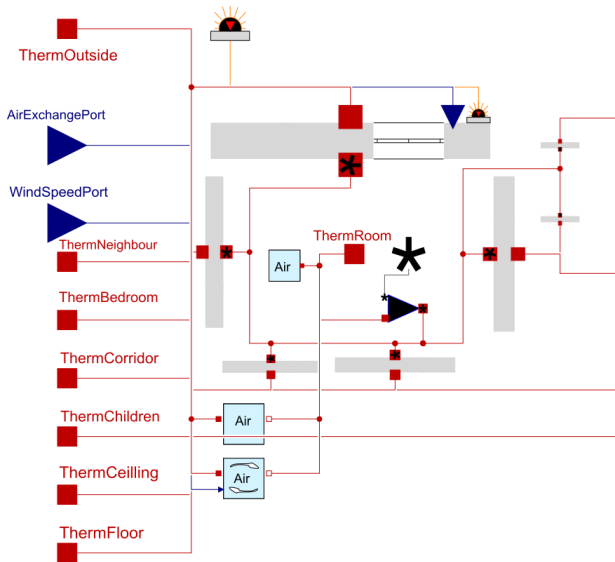 ThermOutside
AirExchangePort
WindSpeedPort
ThermNeighbour
ThermRoom
Air
ThermBedroom
ThermCorridor
ThermChildren
Air
ThermCeilling
Air
ThermFloor